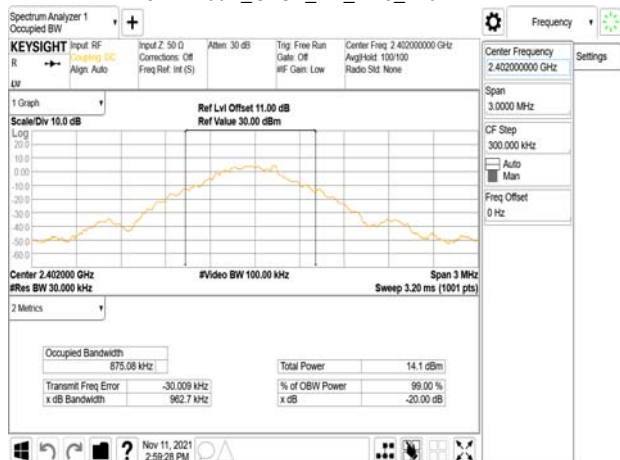 Spectrum Analyzer 1
Occupied BW
+
Frequency
KEYSIGHT
Input: RF
Coupling: DC
Align: Auto
Input Z: 50 Ω
Corrections: Off
Freq Ref: Int (S)
Atten: 30 dB
Trig: Free Run
Gate: Off
#IF Gain: Low
Center Freq: 2.402000000 GHz
Avg|Hold: 100/100
Radio Std: None
R
LXI
Center Frequency
2.402000000 GHz
Settings
Span
3.0000 MHz
CF Step
300.000 kHz
Auto
Man
Freq Offset
0 Hz
1 Graph
Scale/Div 10.0 dB
Ref Lvl Offset 11.00 dB
Ref Value 30.00 dBm
Log
20.0
10.0
0.00
-10.0
-20.0
-30.0
-40.0
-50.0
-60.0
Center 2.402000 GHz
#Video BW 100.00 kHz
Span 3 MHz
#Res BW 30.000 kHz
Sweep 3.20 ms (1001 pts)
2 Metrics
Occupied Bandwidth
875.08 kHz
Total Power
14.1 dBm
Transmit Freq Error
-30.009 kHz
% of OBW Power
99.00 %
x dB Bandwidth
962.7 kHz
x dB
-20.00 dB
?
Nov 11, 2021
2:59:28 PM